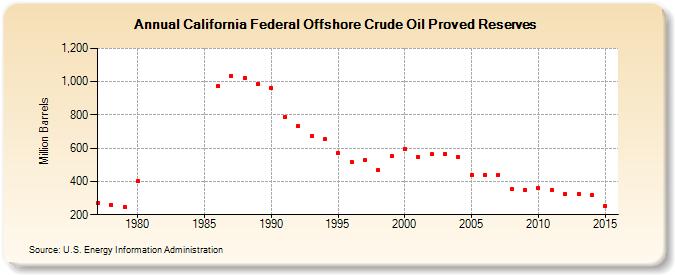 Annual California Federal Offshore Crude Oil Proved Reserves
Million Barrels
1,200
1,000
800
600
400
200
1980 1985 1990 1995 2000 2005 2010 2015
Source: U.S. Energy Information Administration